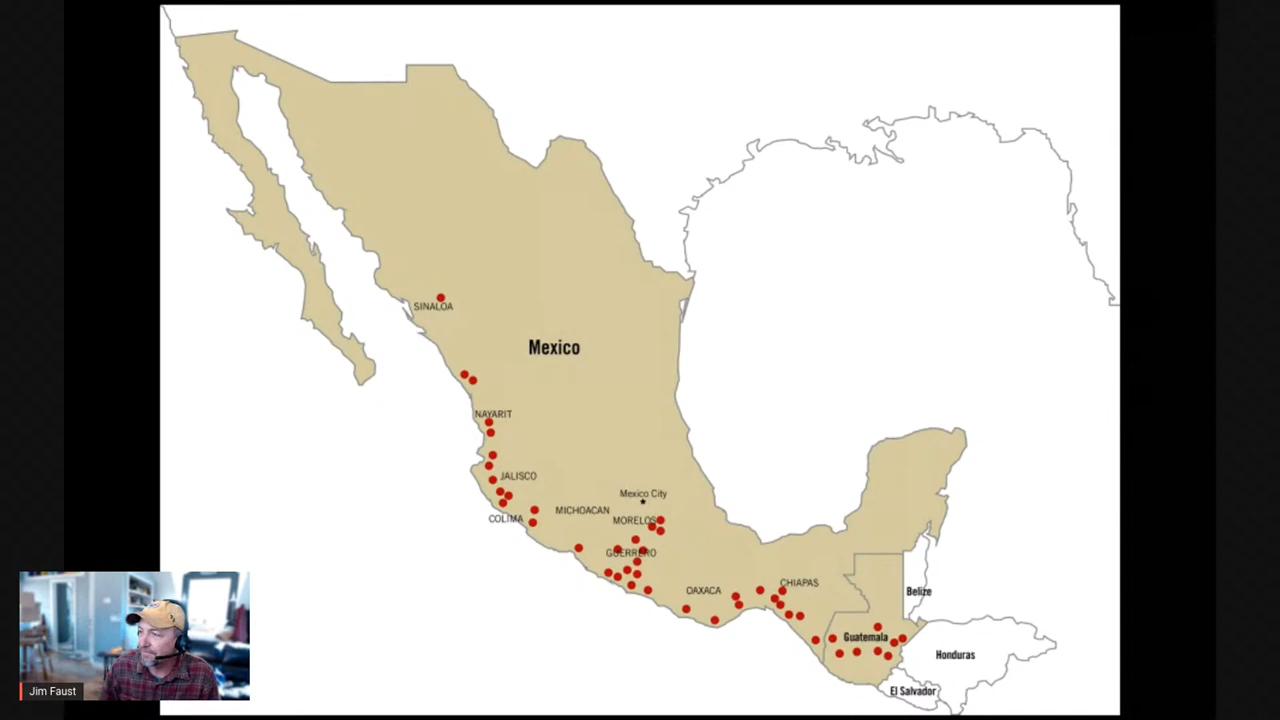 SINALOA
Mexico
NAYARIT
JALISCO
Mexico City
MICHOACAN
COLIMA
MORELOS
GUERRERO
CHIAPAS
OAXACA
Belize
Guatemala
Honduras
El Salvador
Jim Faust